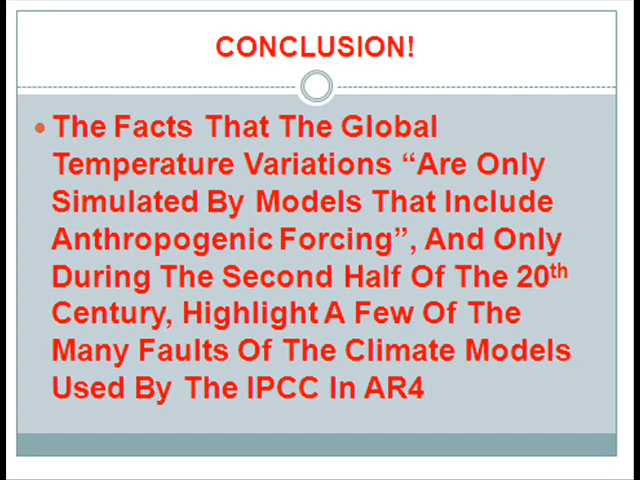 CONCLUSION!
• The Facts That The Global
Temperature Variations “Are Only
Simulated By Models That Include
Anthropogenic Forcing”, And Only
During The Second Half Of The 20th
Century, Highlight A Few Of The
Many Faults Of The Climate Models
Used By The IPCC In AR4